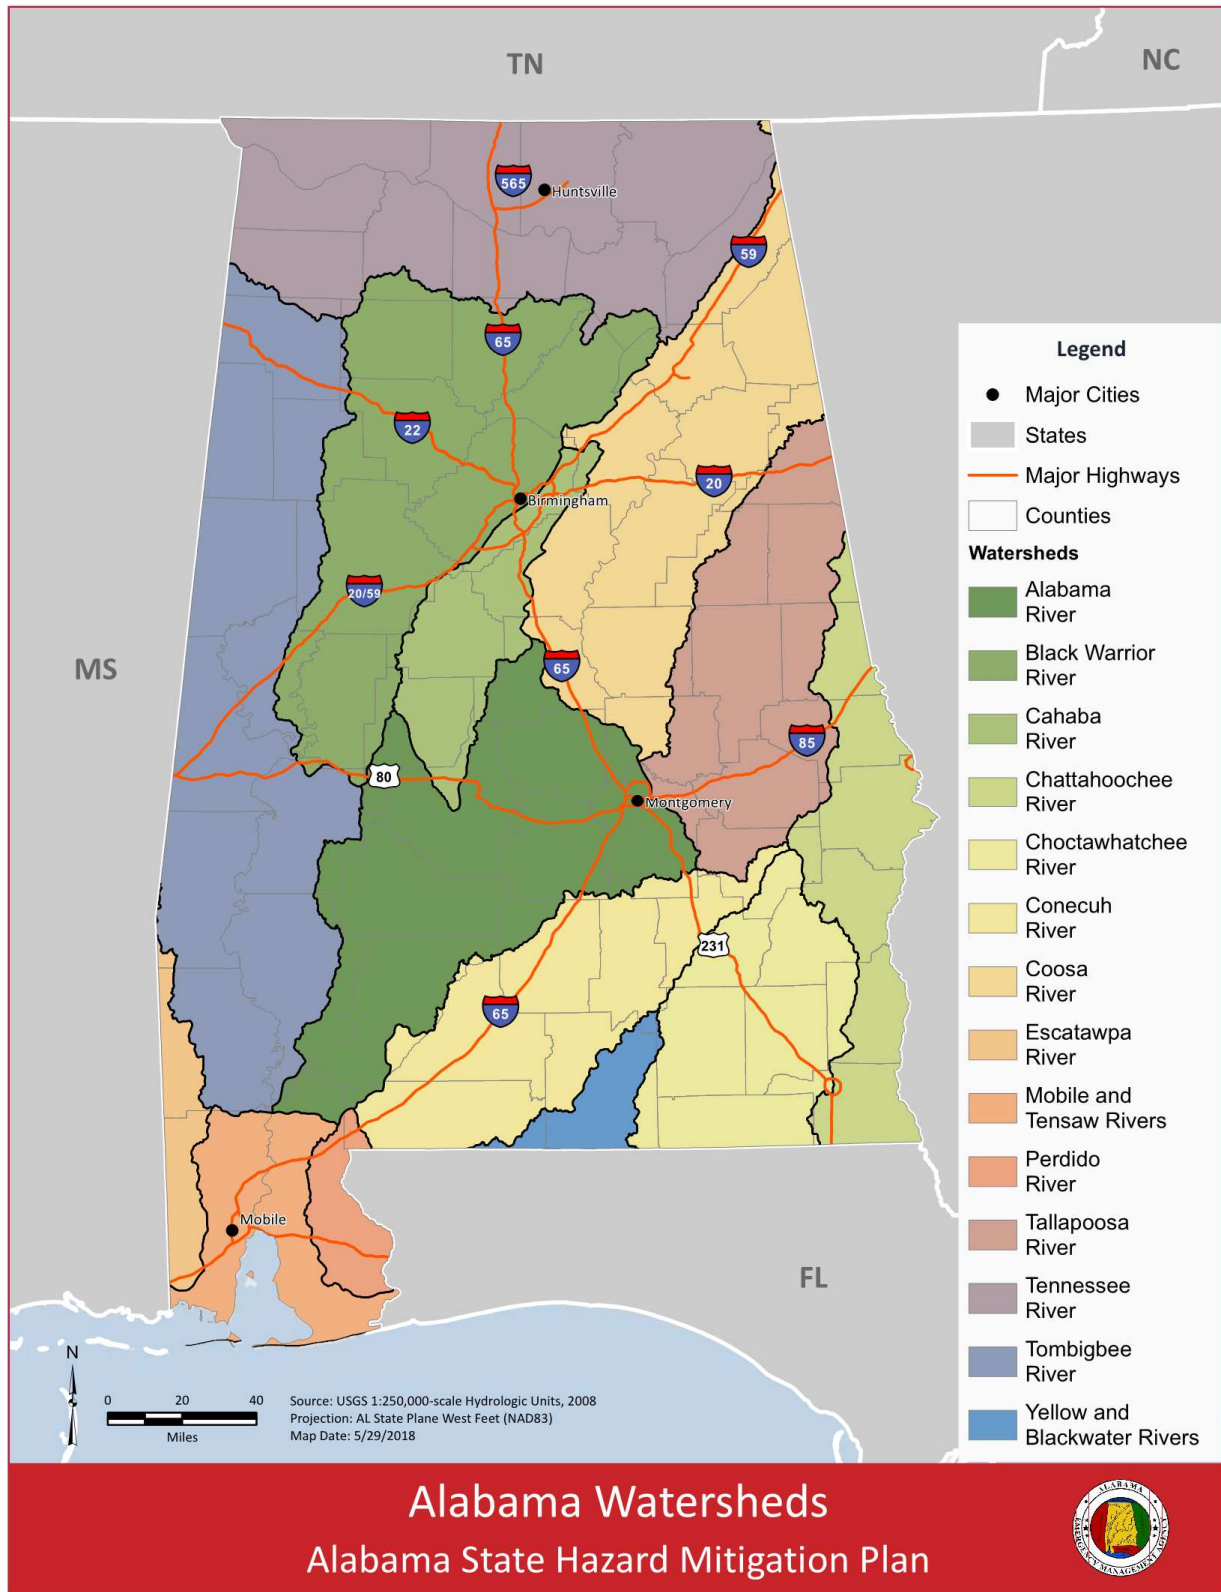 TN
NC
565
Huntsville
59
65
22
20
Birmingham
20/59
MS
65
85
80
Montgomery
231
65
Mobile
FL
Legend
Major Cities
States
Major Highways
Counties
Watersheds
Alabama
River
Black Warrior
River
Cahaba
River
Chattahoochee
River
Choctawhatchee
River
Conecuh
River
Coosa
River
Escatawpa
River
Mobile and
Tensaw Rivers
Perdido
River
Tallapoosa
River
Tennessee
River
Tombigbee
River
Yellow and
Blackwater Rivers
N
0 20 40
Miles
Source: USGS 1:250,000-scale Hydrologic Units, 2008
Projection: AL State Plane West Feet (NAD83)
Map Date: 5/29/2018
Alabama Watersheds
Alabama State Hazard Mitigation Plan
ALABAMA
EMERGENCY MANAGEMENT AGENCY